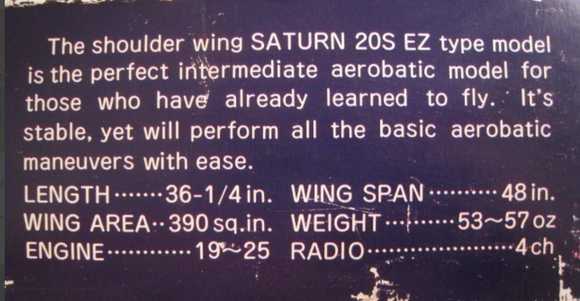 The shoulder wing SATURN 20S EZ type model
is the perfect intermediate aerobatic model for
those who have already learned to fly. It's
stable, yet will perform all the basic aerobatic
maneuvers with ease.
LENGTH·······36-1/4 in. WING SPAN··········48 in.
WING AREA··390 sq.in. WEIGHT··········53~57 oz
ENGINE············19~25 RADIO·····················4 ch